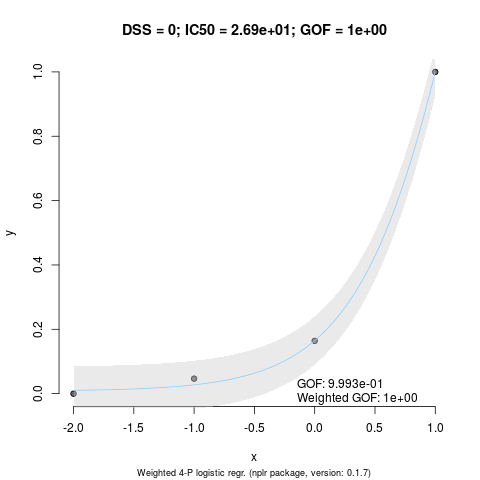 DSS = 0; IC50 = 2.69e+01; GOF = 1e+00
1.0
0.8
0.6
y
0.4
0.2
0.0
GOF: 9.993e-01
Weighted GOF: 1e+00
-2.0 -1.5 -1.0 -0.5 0.0 0.5 1.0
x
Weighted 4-P logistic regr. (nplr package, version: 0.1.7)